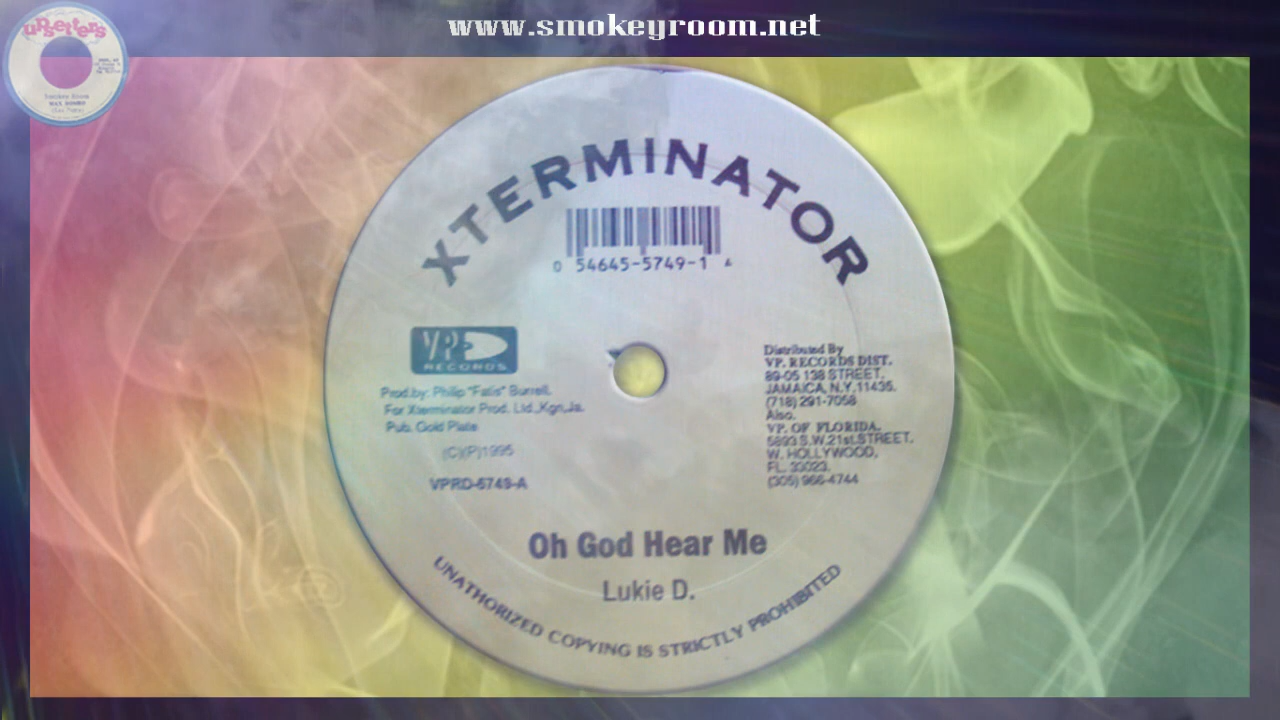 www.smokeyroom.net
upsetters
XTERMINATOR
0 54645-5749-1
VP
RECORDS
Prod.by: Philip "Fatis" Burrell.
For Xterminator Prod. Ltd.,Kgn,Ja.
Pub. Gold Plate
(C)(P)1995
VPRD-5749-A
Distributed By
VP. RECORDS DIST.
89-05 138 STREET,
JAMAICA, N,Y,11435.
(718) 291-7058
Also.
VP. OF FLORIDA.
5893 S.W.21st.STREET,
W. HOLLYWOOD,
FL. 33023.
(305) 966-4744
Oh God Hear Me
Lukie D.
UNATHORIZED COPYING IS STRICTLY PROHIBITED